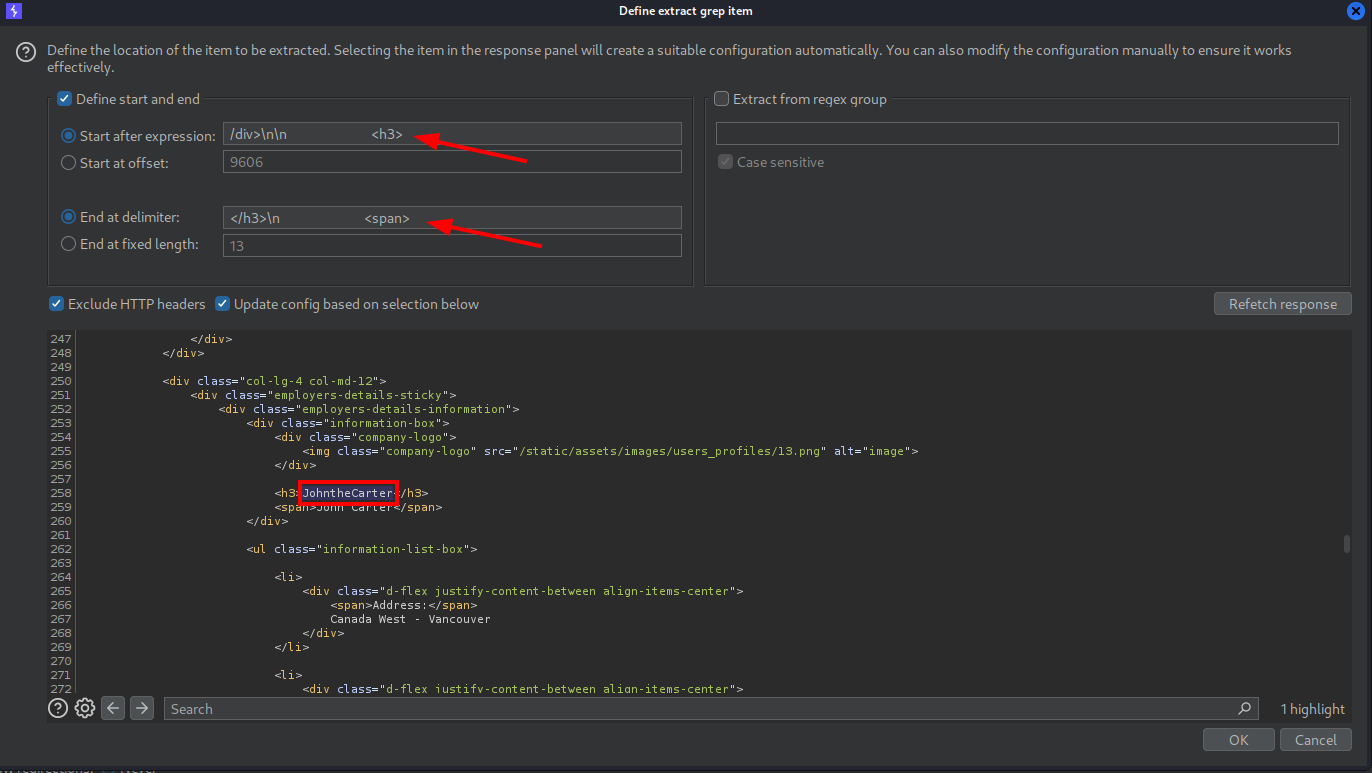 Define extract grep item
Define the location of the item to be extracted. Selecting the item in the response panel will create a suitable configuration automatically. You can also modify the configuration manually to ensure it works
effectively.
Define start and end
Start after expression: /div>\n\n                        <h3>
Start at offset: 9606
End at delimiter: </h3>\n                        <span>
End at fixed length: 13
Extract from regex group
Case sensitive
Exclude HTTP headers Update config based on selection below Refetch response
247 </div>
248 </div>
249
250 <div class="col-lg-4 col-md-12">
251 <div class="employers-details-sticky">
252 <div class="employers-details-information">
253 <div class="information-box">
254 <div class="company-logo">
255 <img class="company-logo" src="/static/assets/images/users_profiles/13.png" alt="image">
256 </div>
257
258 <h3>JohntheCarter</h3>
259 <span>John Carter</span>
260 </div>
261
262 <ul class="information-list-box">
263
264 <li>
265 <div class="d-flex justify-content-between align-items-center">
266 <span>Address:</span>
267 Canada West - Vancouver
268 </div>
269 </li>
270
271 <li>
272 <div class="d-flex justify-content-between align-items-center">
Search 1 highlight
OK Cancel